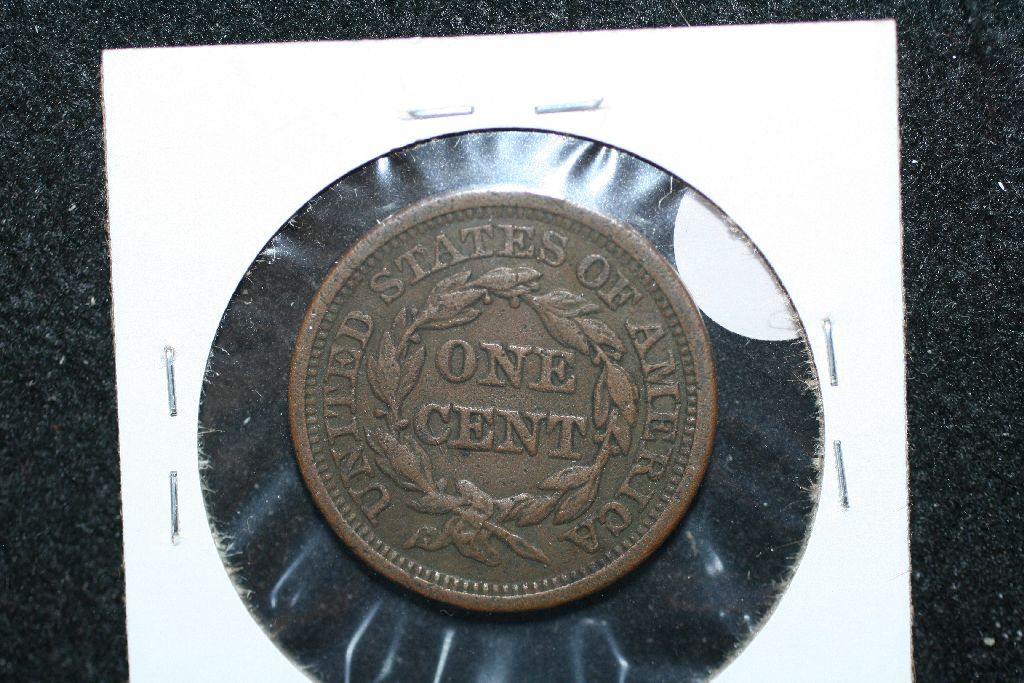 UNITED STATES OF AMERICA
ONE
CENT